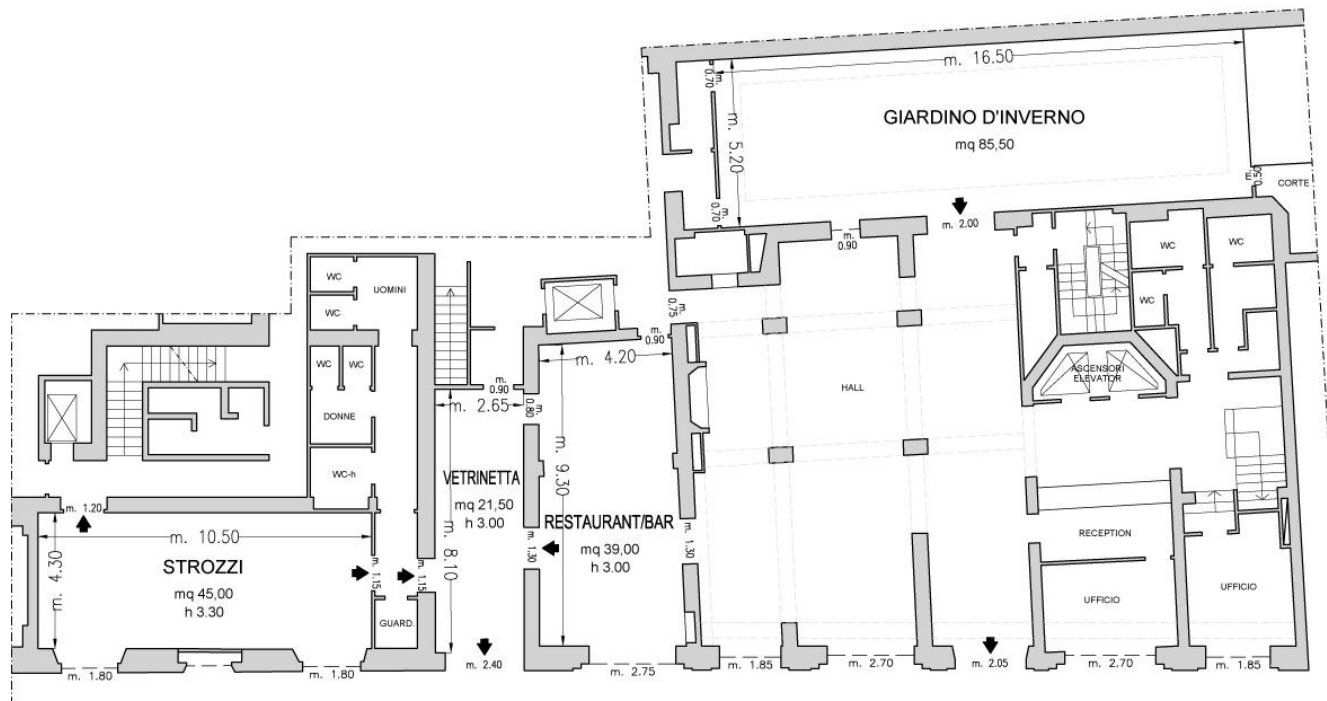 m. 16.50
m. 0.70
GIARDINO D'INVERNO
mq 85,50
m. 5.20
m. 0.70
m. 0.50
CORTE
m. 0.90
m. 2.00
WC
WC
WC
WC
UOMINI
WC
WC
WC
DONNE
WC-h
m. 0.75
m. 0.90
m. 4.20
HALL
ASCENSORI
ELEVATOR
m. 0.90
m. 2.65
m. 0.80
m. 9.30
VETRINETTA
mq 21,50
h 3.00
m. 8.10
RESTAURANT/BAR
mq 39,00
h 3.00
m. 1.30
m. 1.30
RECEPTION
UFFICIO
UFFICIO
m. 1.20
m. 10.50
m. 4.30
STROZZI
mq 45,00
h 3.30
m. 1.15
m. 1.15
GUARD.
m. 1.80
m. 1.80
m. 2.40
m. 2.75
m. 1.85
m. 2.70
m. 2.05
m. 2.70
m. 1.85